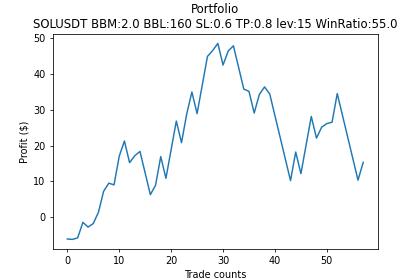 Portfolio
SOLUSDT BBM:2.0 BBL:160 SL:0.6 TP:0.8 lev:15 WinRatio:55.0
50
40
30
20
10
0
Profit ($)
0 10 20 30 40 50
Trade counts